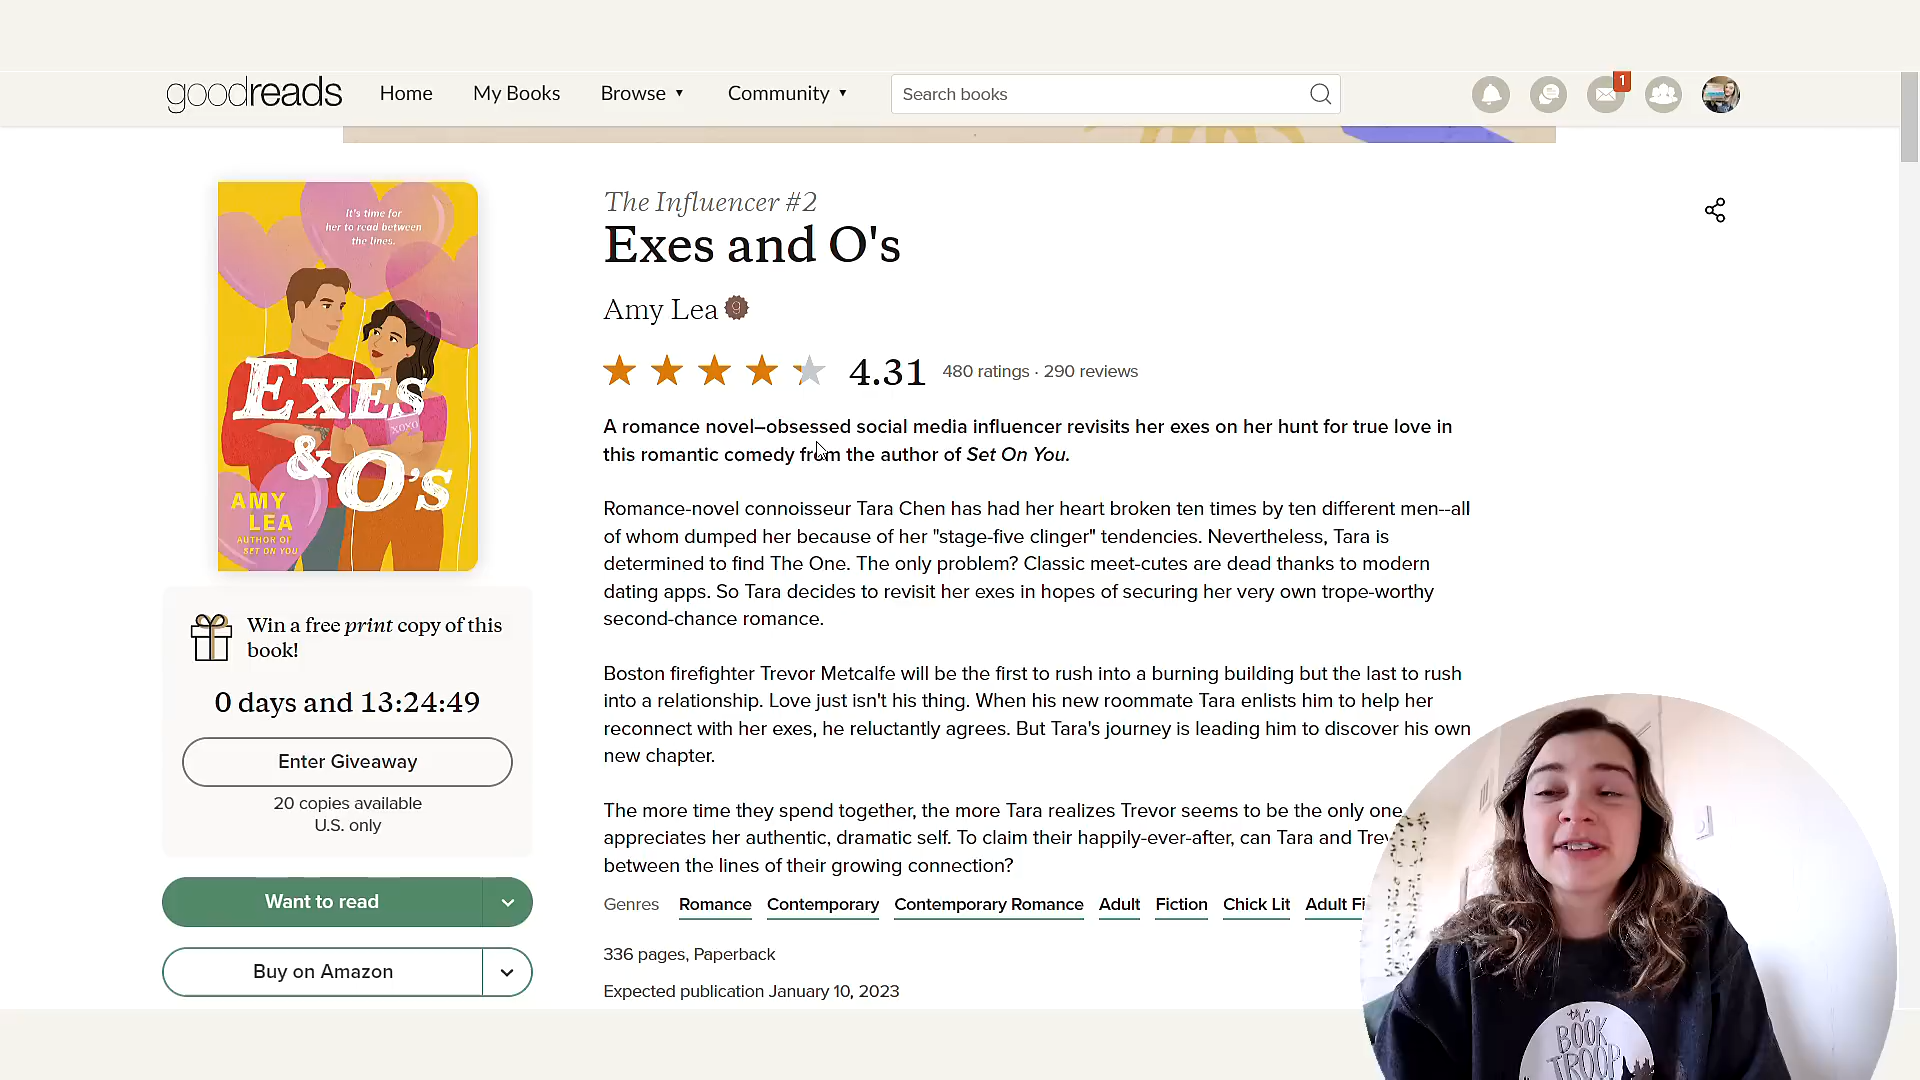 goodreads
Home
My Books
Browse
Community
Search books
1
It's time for
her to read between
the lines.
EXES
XOXO
& O'S
AMY
LEA
AUTHOR OF
SET ON YOU
The Influencer #2
Exes and O's
Amy Lea
4.31
480 ratings · 290 reviews
A romance novel–obsessed social media influencer revisits her exes on her hunt for true love in
this romantic comedy from the author of Set On You.
Romance-novel connoisseur Tara Chen has had her heart broken ten times by ten different men--all
of whom dumped her because of her "stage-five clinger" tendencies. Nevertheless, Tara is
determined to find The One. The only problem? Classic meet-cutes are dead thanks to modern
dating apps. So Tara decides to revisit her exes in hopes of securing her very own trope-worthy
second-chance romance.
Boston firefighter Trevor Metcalfe will be the first to rush into a burning building but the last to rush
into a relationship. Love just isn't his thing. When his new roommate Tara enlists him to help her
reconnect with her exes, he reluctantly agrees. But Tara's journey is leading him to discover his own
new chapter.
The more time they spend together, the more Tara realizes Trevor seems to be the only one
appreciates her authentic, dramatic self. To claim their happily-ever-after, can Tara and
between the lines of their growing connection?
Genres Romance Contemporary Contemporary Romance Adult Fiction Chick Lit Adult
336 pages, Paperback
Expected publication January 10, 2023
Win a free print copy of this
book!
0 days and 13:24:49
Enter Giveaway
20 copies available
U.S. only
Want to read
Buy on Amazon
the
BOOK
TROOP